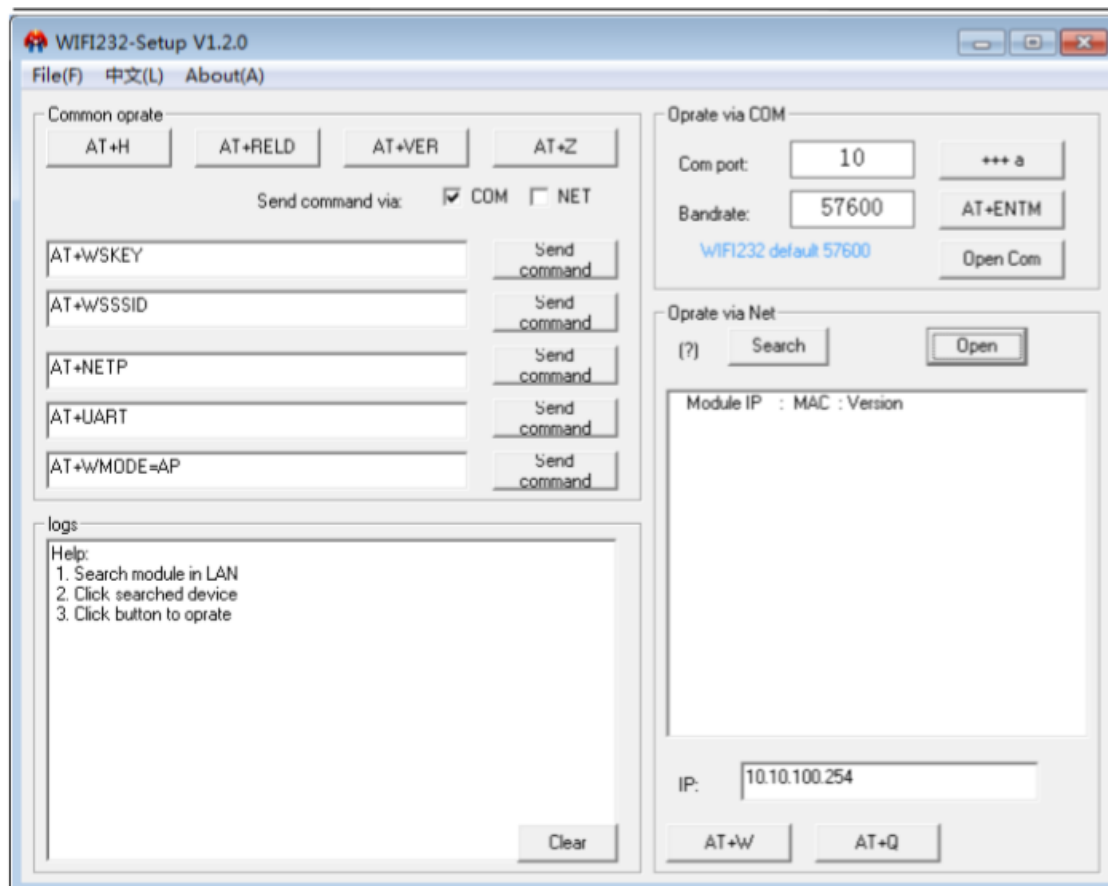 WIFI232-Setup V1.2.0
File(F) 中文(L) About(A)
Common oprate
AT+H AT+RELD AT+VER AT+Z
Send command via: COM NET
AT+WSKEY Send command
AT+WSSSID Send command
AT+NETP Send command
AT+UART Send command
AT+WMODE=AP Send command
logs
Help:
1. Search module in LAN
2. Click searched device
3. Click button to oprate
Clear
Oprate via COM
Com port: 10 +++ a
Bandrate: 57600 AT+ENTM
WIFI232 default 57600 Open Com
Oprate via Net
(?) Search Open
Module IP : MAC : Version
IP: 10.10.100.254
AT+W AT+Q